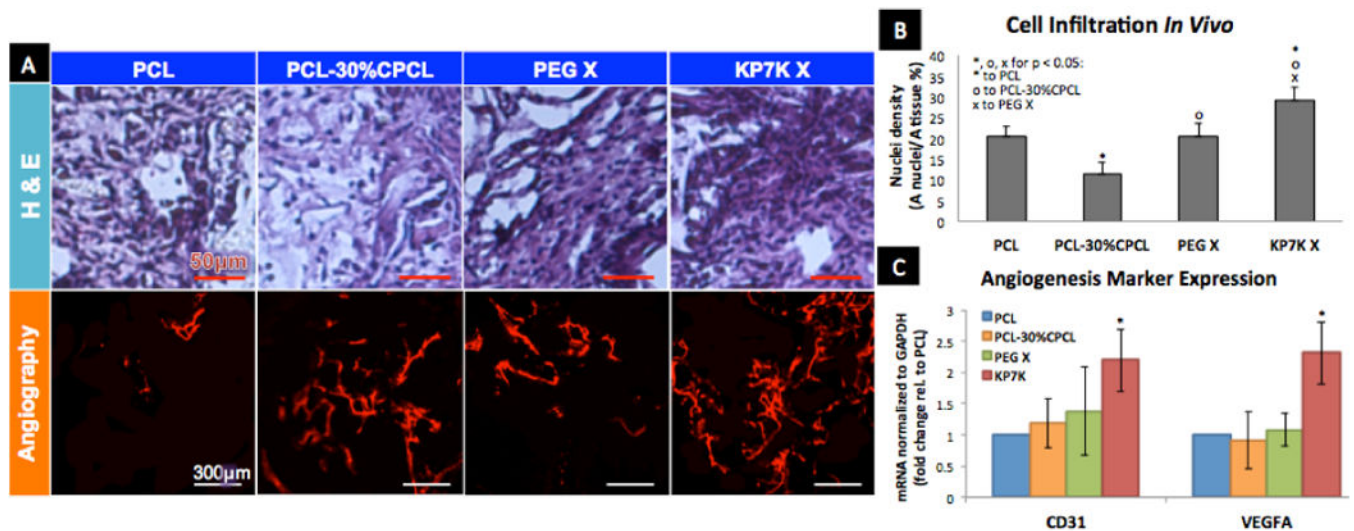 A
PCL
PCL-30%CPCL
PEG X
KP7K X
H & E
50µm
Angiography
300µm
B
Cell Infiltration In Vivo
Nuclei density
(A nuclei/ A tissue %)
40
35
30
25
20
15
10
5
0
*, o, x for p < 0.05:
* to PCL
o to PCL-30%CPCL
x to PEG X
*
o
*
o
x
PCL
PCL-30%CPCL
PEG X
KP7K X
C
Angiogenesis Marker Expression
mRNA normalized to GAPDH
(fold change rel. to PCL)
3
2.5
2
1.5
1
0.5
0
PCL
PCL-30%CPCL
PEG X
KP7K
*
*
CD31
VEGFA